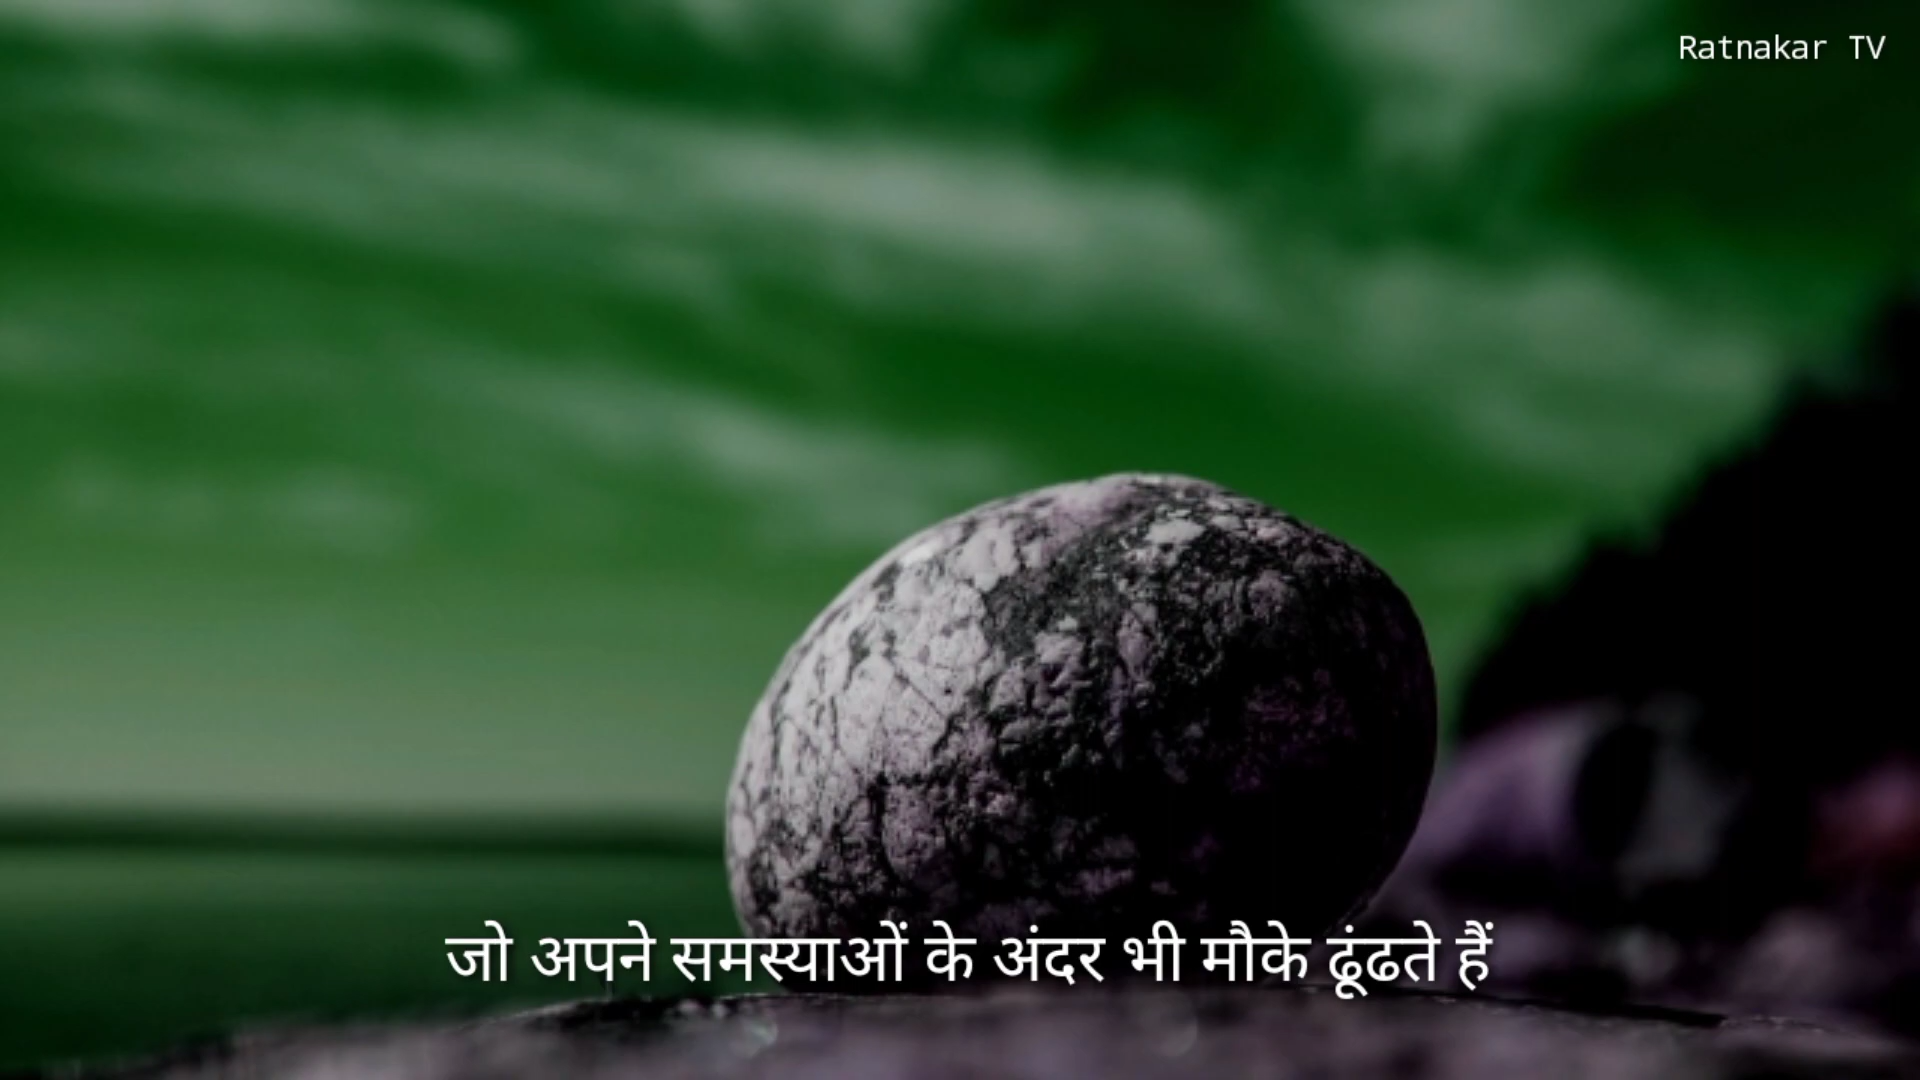 Ratnakar TV
जो अपने समस्याओं के अंदर भी मौके ढूंढते हैं